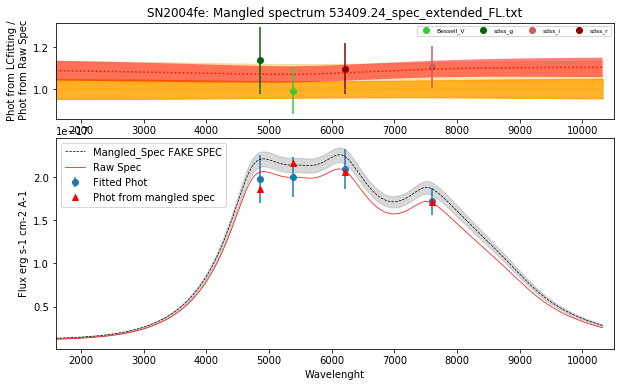 SN2004fe: Mangled spectrum 53409.24_spec_extended_FL.txt
Phot from LCfitting /
Phot from Raw Spec
1.2
1.0
Bessell_V
sdss_g
sdss_i
sdss_r
2000 3000 4000 5000 6000 7000 8000 9000 10000
1e−17
Flux erg s-1 cm-2 A-1
2.0
1.5
1.0
0.5
Mangled_Spec FAKE SPEC
Raw Spec
Fitted Phot
Phot from mangled spec
2000 3000 4000 5000 6000 7000 8000 9000 10000
Wavelenght